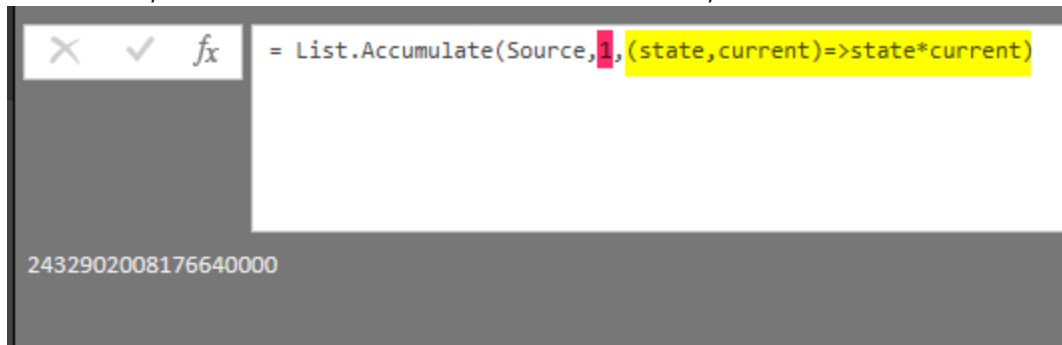 fx = List.Accumulate(Source,1,(state,current)=>state*current)
2432902008176640000